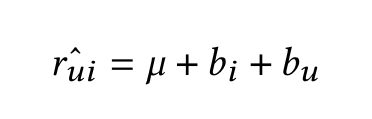 r̂ᵤᵢ = μ + bᵢ + bᵤ